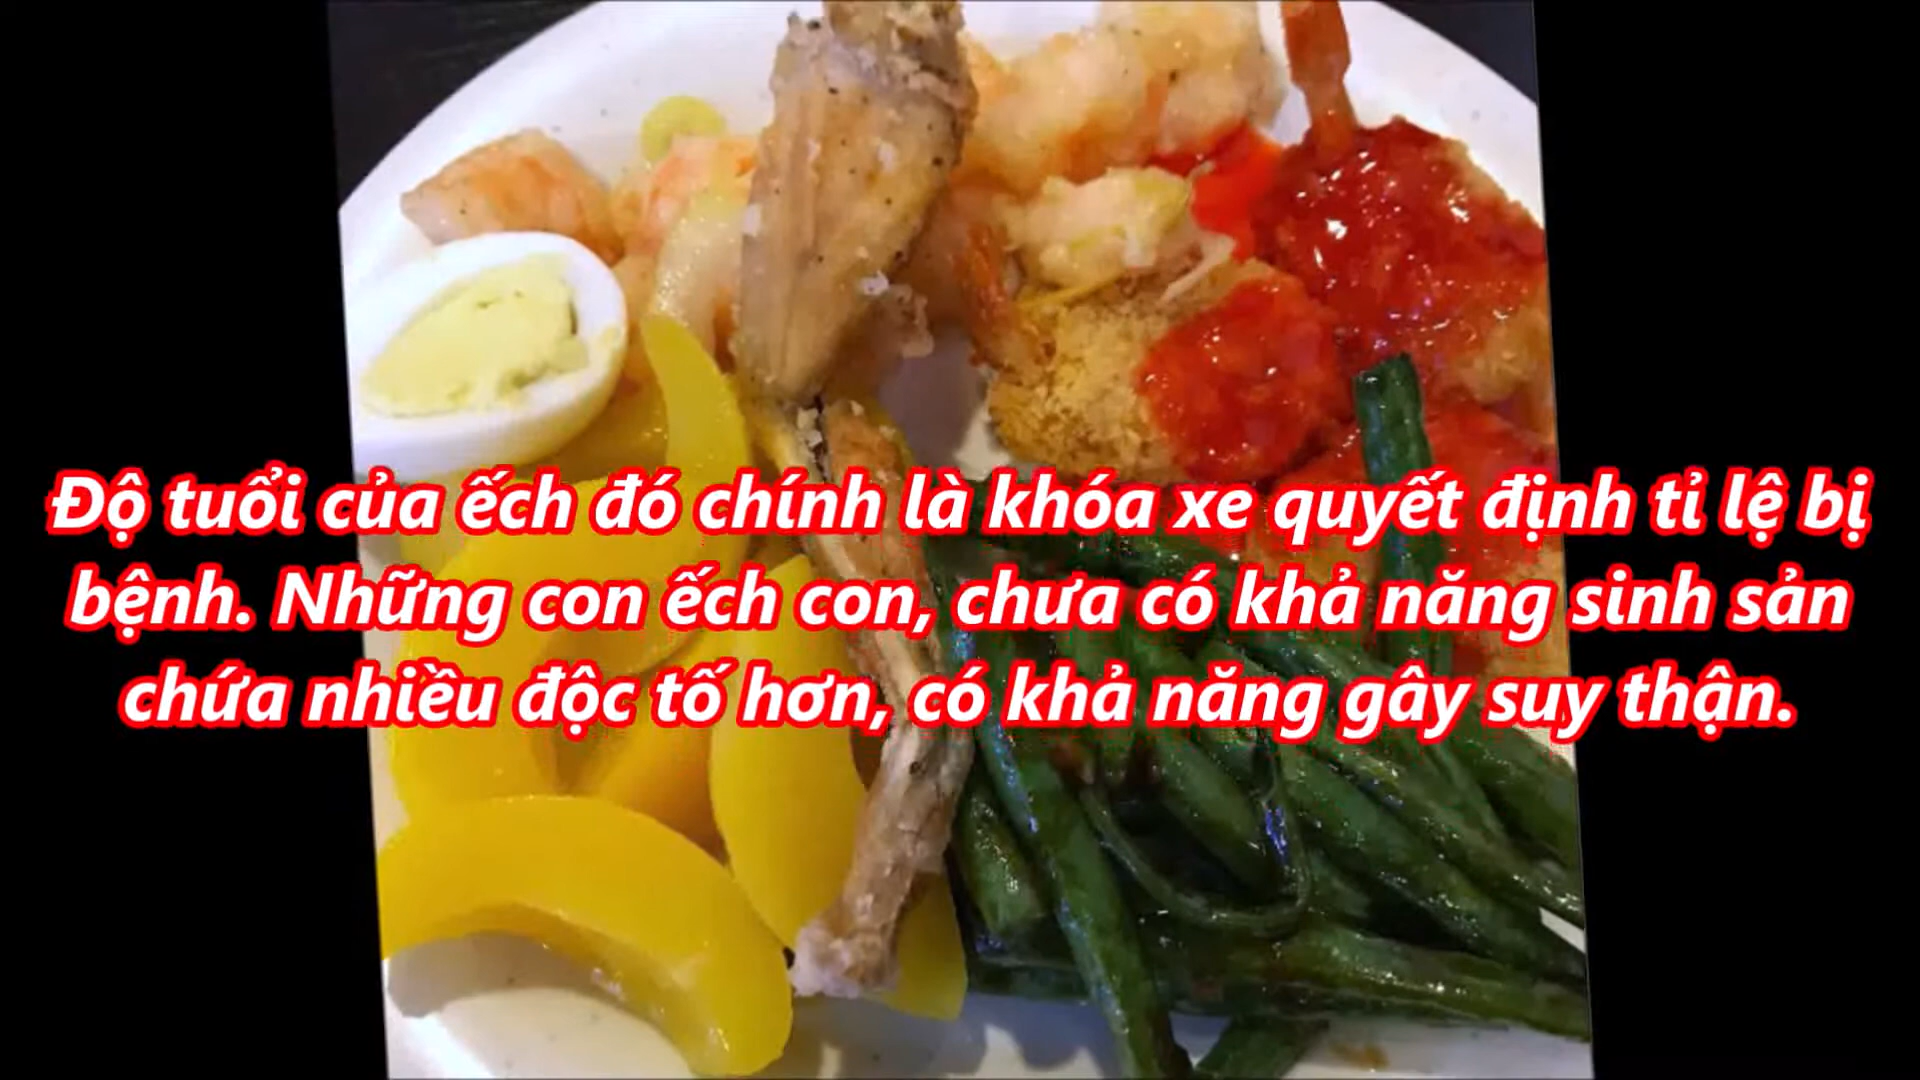 Độ tuổi của ếch đó chính là khóa xe quyết định tỉ lệ bị
bệnh. Những con ếch con, chưa có khả năng sinh sản
chứa nhiều độc tố hơn, có khả năng gây suy thận.